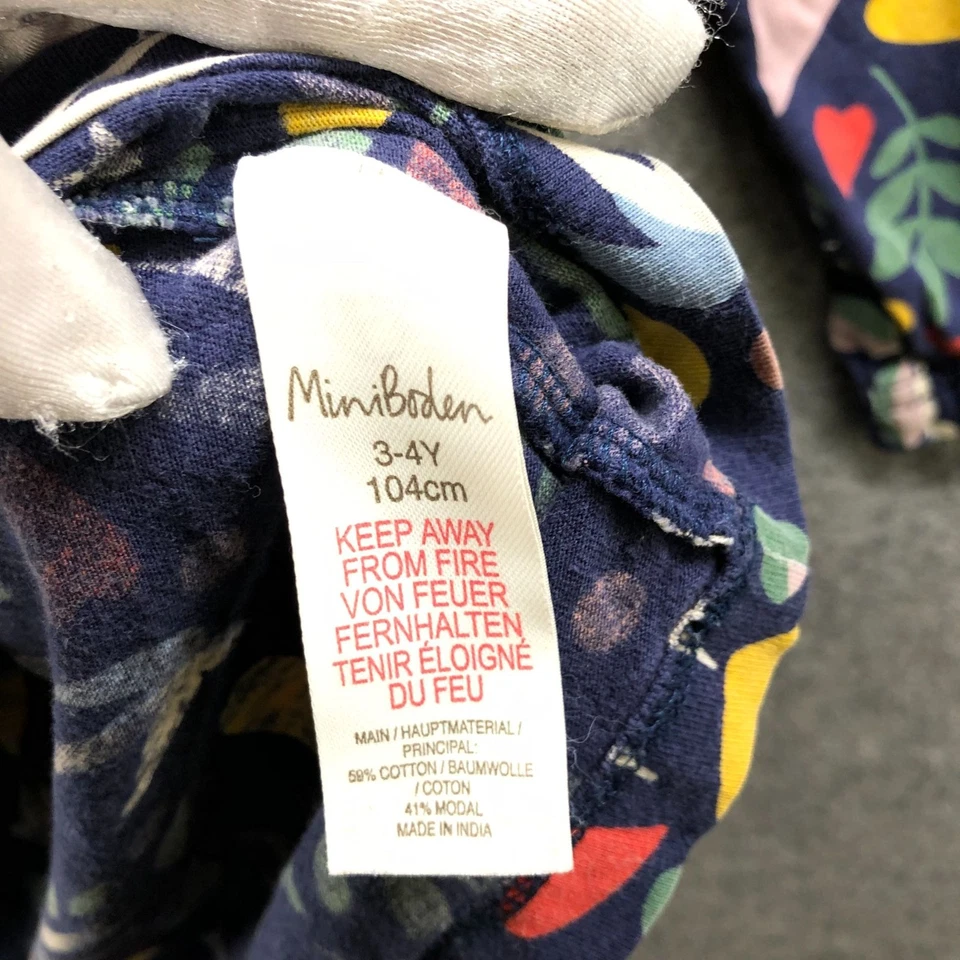 MiniBoden
3-4Y
104cm
KEEP AWAY
FROM FIRE
VON FEUER
FERNHALTEN
TENIR ÉLOIGNÉ
DU FEU
MAIN / HAUPTMATERIAL /
PRINCIPAL:
59% COTTON / BAUMWOLLE
/ COTON
41% MODAL
MADE IN INDIA